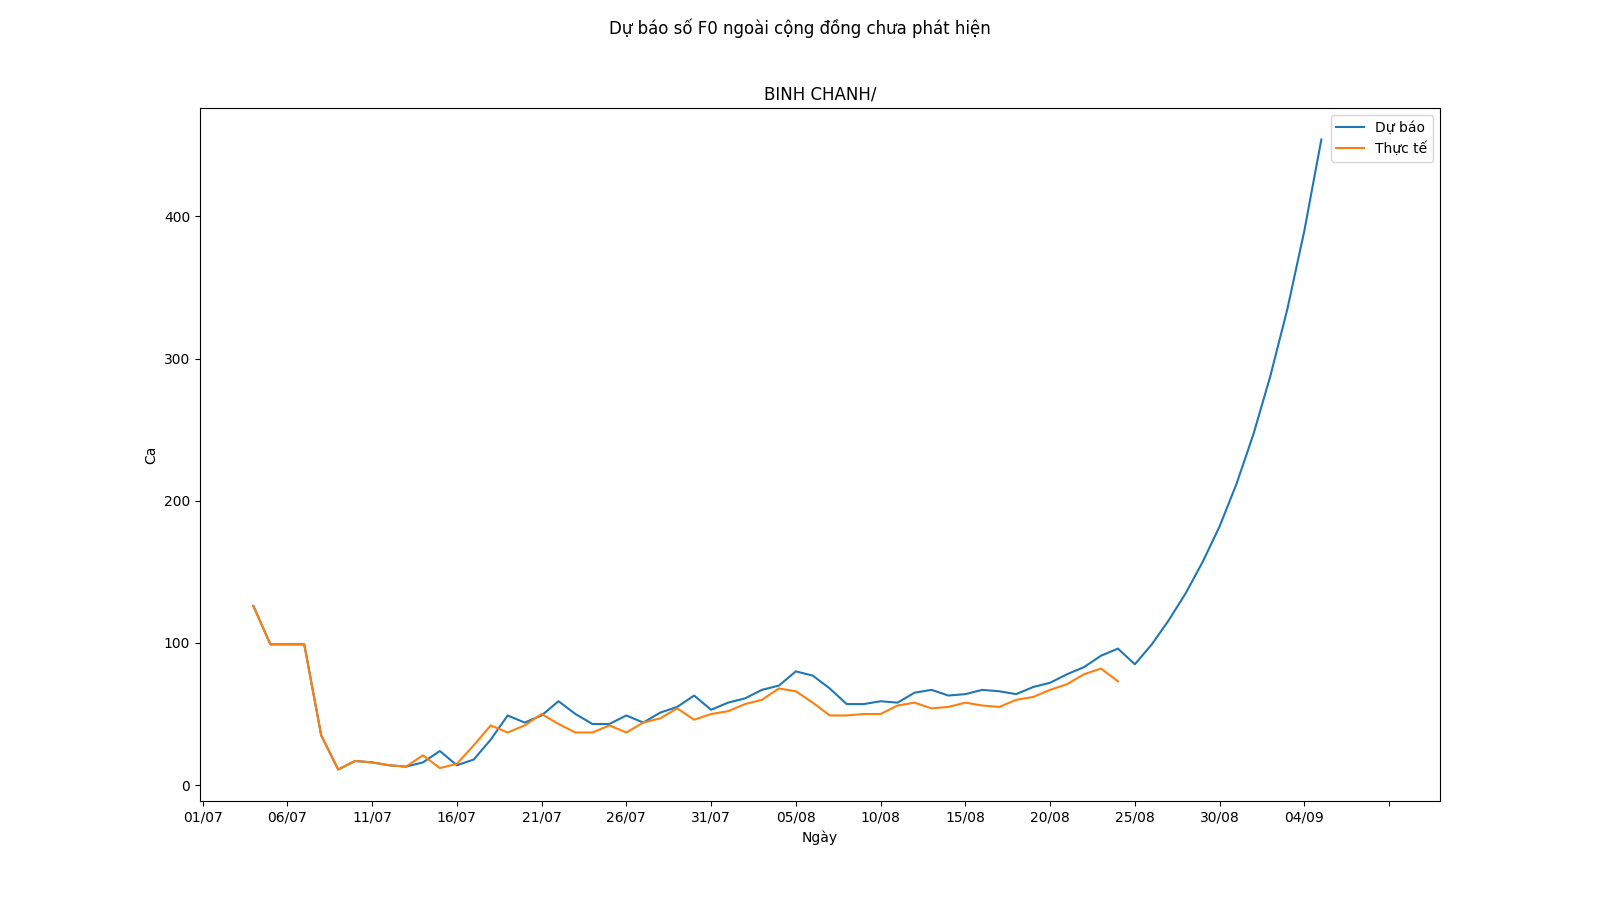 Dự báo số F0 ngoài cộng đồng chưa phát hiện
BINH CHANH/
Dự báo
Thực tế
400
300
200
100
0
Ca
01/07 06/07 11/07 16/07 21/07 26/07 31/07 05/08 10/08 15/08 20/08 25/08 30/08 04/09
Ngày